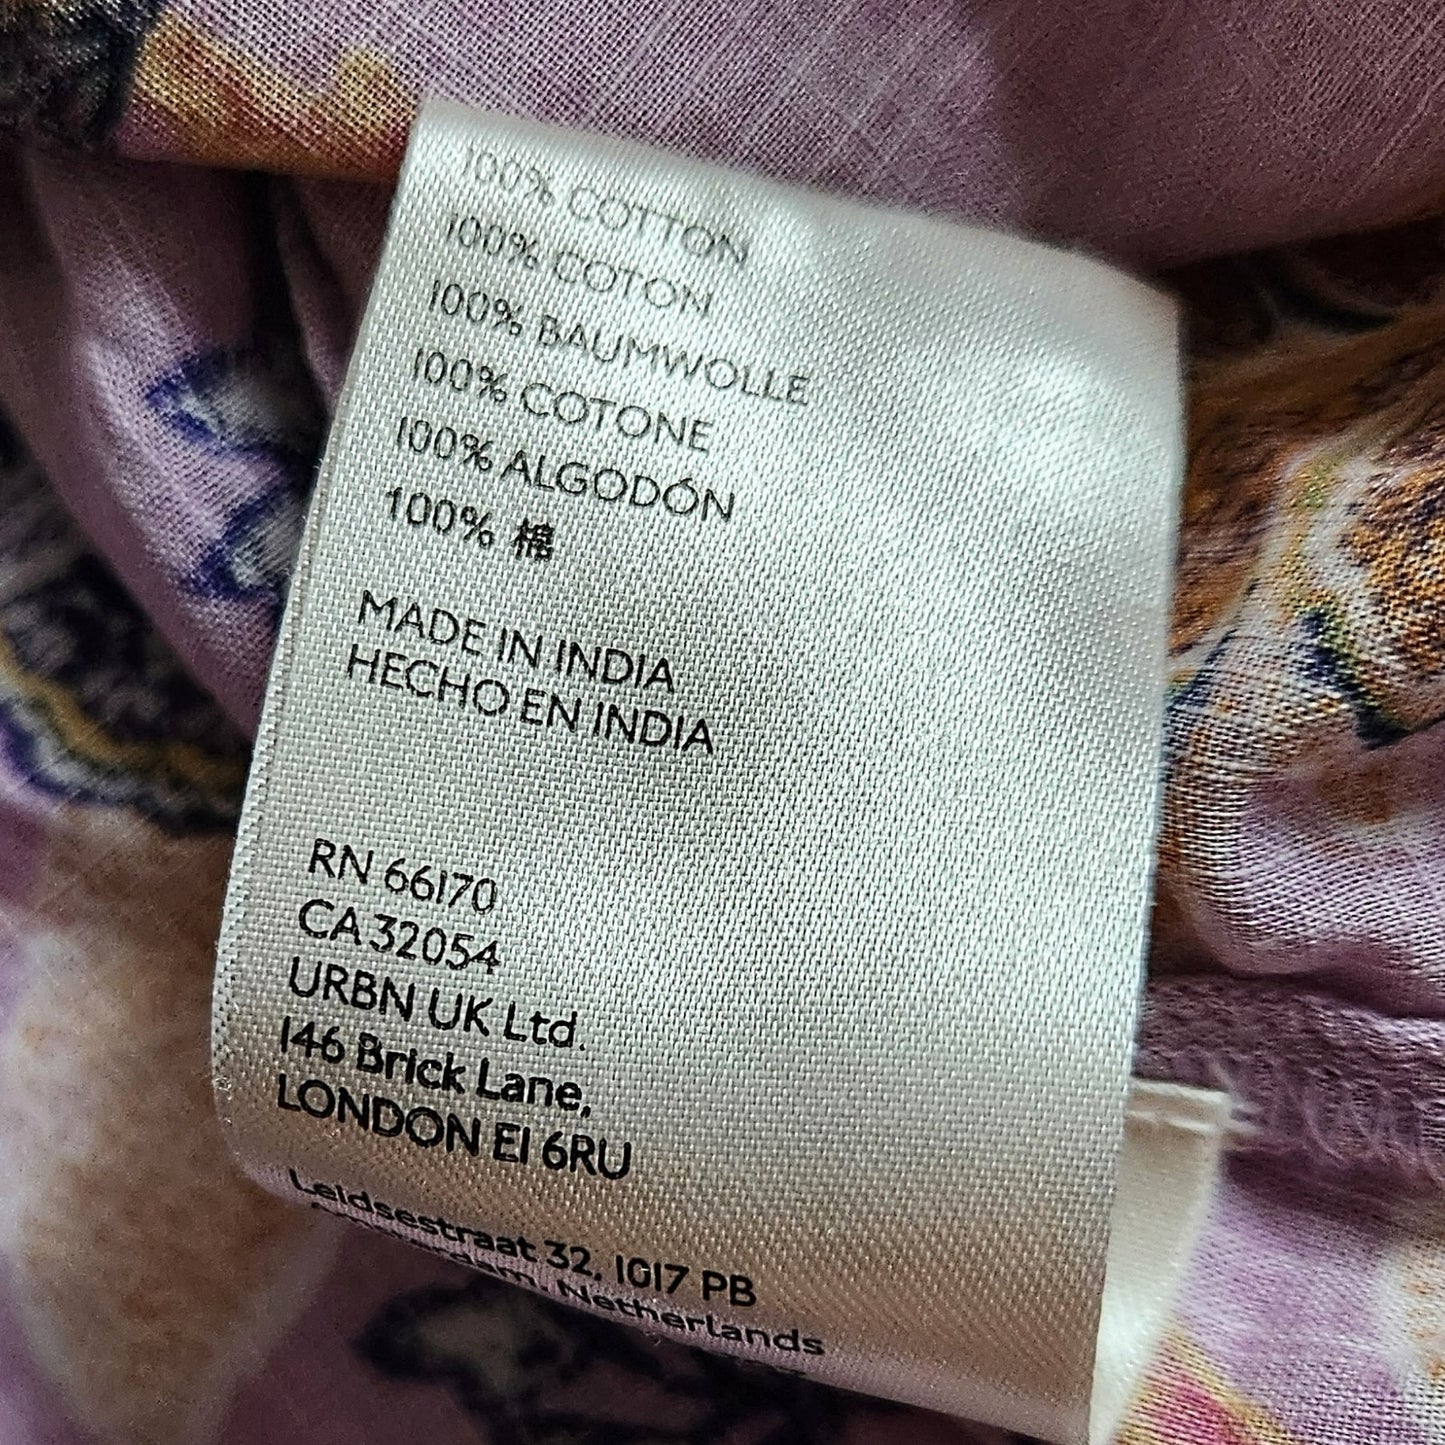 100% COTTON
100% COTON
100% BAUMWOLLE
100% COTONE
100% ALGODÓN
100% 棉
MADE IN INDIA
HECHO EN INDIA
RN 66170
CA 32054
URBN UK Ltd.
146 Brick Lane,
LONDON E1 6RU
Leidsestraat 32, 1017 PB
Amsterdam, Netherlands